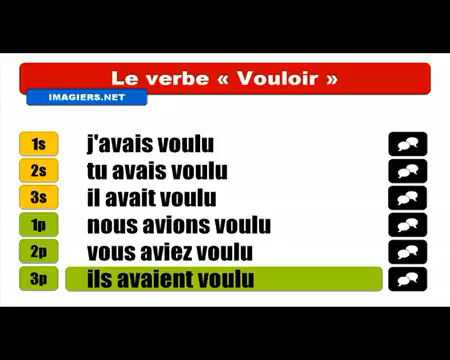 Le verbe « Vouloir »
IMAGIERS.NET
1s j'avais voulu
2s tu avais voulu
3s il avait voulu
1p nous avions voulu
2p vous aviez voulu
3p ils avaient voulu